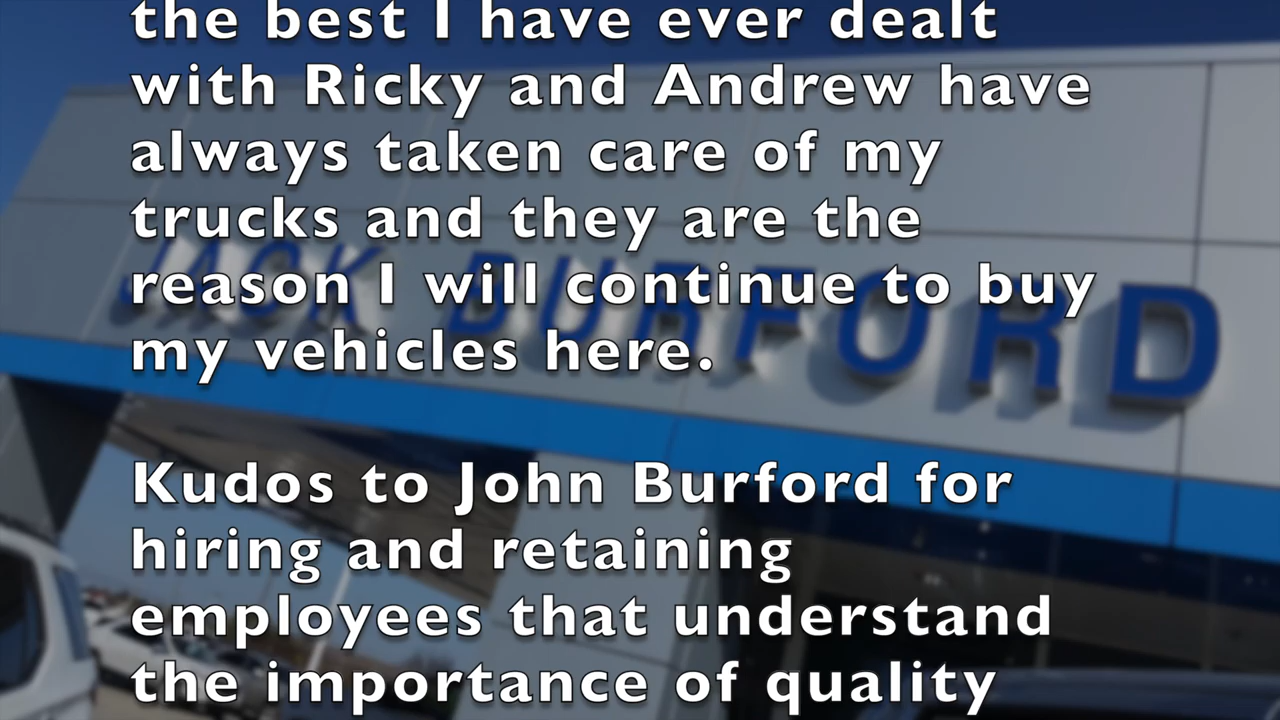 the best I have ever dealt
with Ricky and Andrew have
always taken care of my
trucks and they are the
reason I will continue to buy
my vehicles here.
Kudos to John Burford for
hiring and retaining
employees that understand
the importance of quality
JACK BURFORD